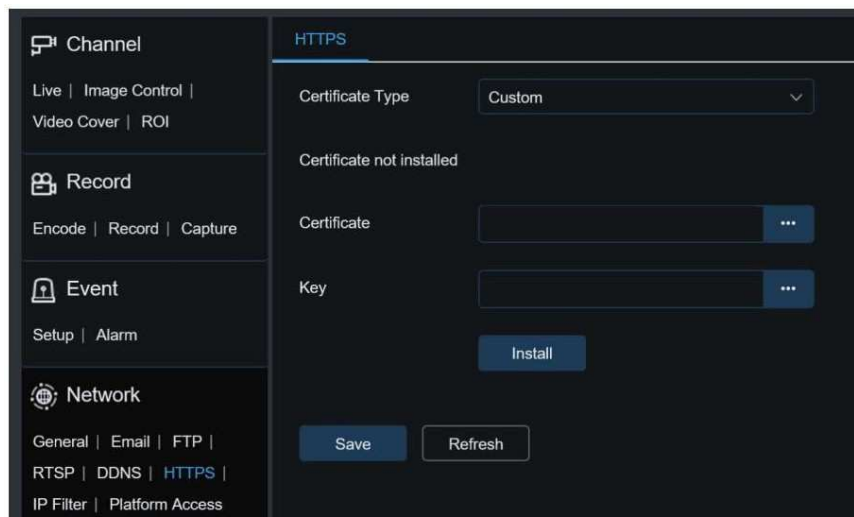 Channel
Live | Image Control |
Video Cover | ROI
Record
Encode | Record | Capture
Event
Setup | Alarm
Network
General | Email | FTP |
RTSP | DDNS | HTTPS |
IP Filter | Platform Access
HTTPS
Certificate Type
Custom
Certificate not installed
Certificate
...
Key
...
Install
Save
Refresh